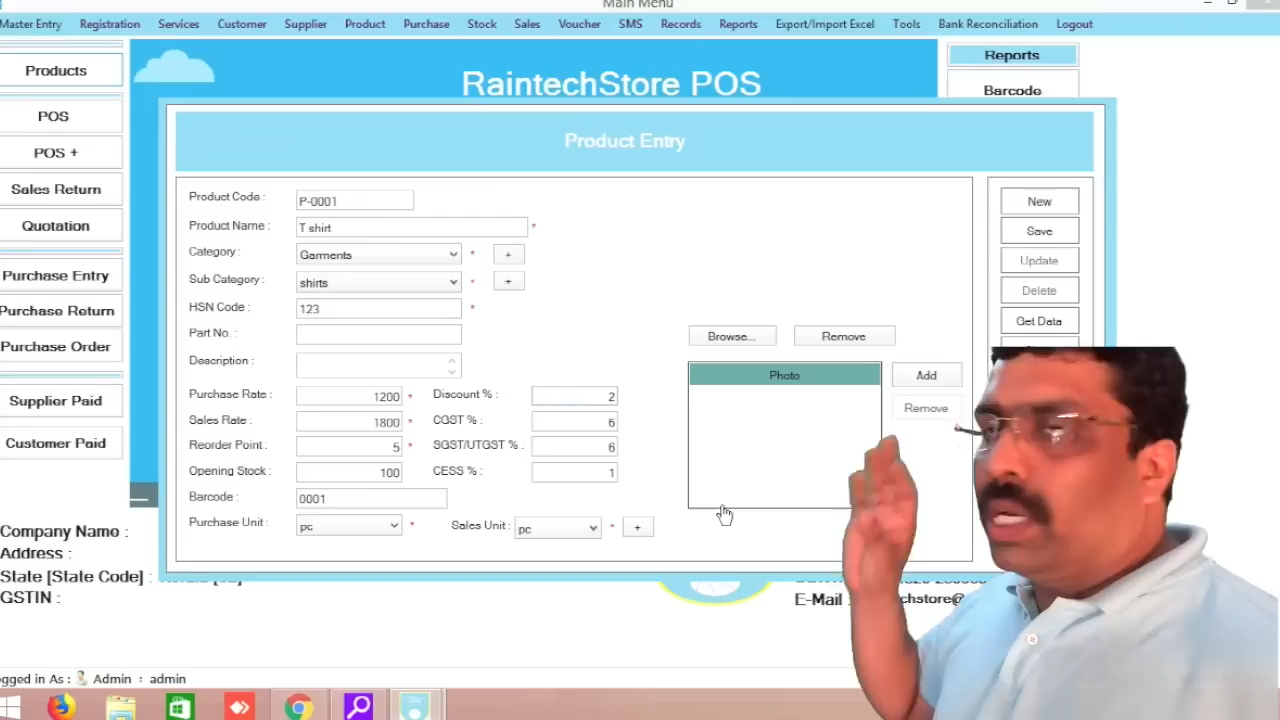 Main Menu
Master Entry Registration Services Customer Supplier Product Purchase Stock Sales Voucher SMS Records Reports Export/Import Excel Tools Bank Reconciliation Logout
Products
POS
POS +
Sales Return
Quotation
Purchase Entry
Purchase Return
Purchase Order
Supplier Paid
Customer Paid
RaintechStore POS
Reports
Barcode
Product Entry
Product Code : P-0001
Product Name : T shirt *
Category : Garments * +
Sub Category : shirts * +
HSN Code : 123 *
Part No. :
Description :
Purchase Rate : 1200 * Discount % : 2
Sales Rate : 1800 * CGST % : 6
Reorder Point : 5 * SGST/UTGST % : 6
Opening Stock : 100 CESS % : 1
Barcode : 0001
Purchase Unit : pc * Sales Unit : pc * +
Browse... Remove
Photo
Add
Remove
New
Save
Update
Delete
Get Data
Company Name :
Address :
State [State Code] :
GSTIN :
E-Mail
gged in As : Admin : admin